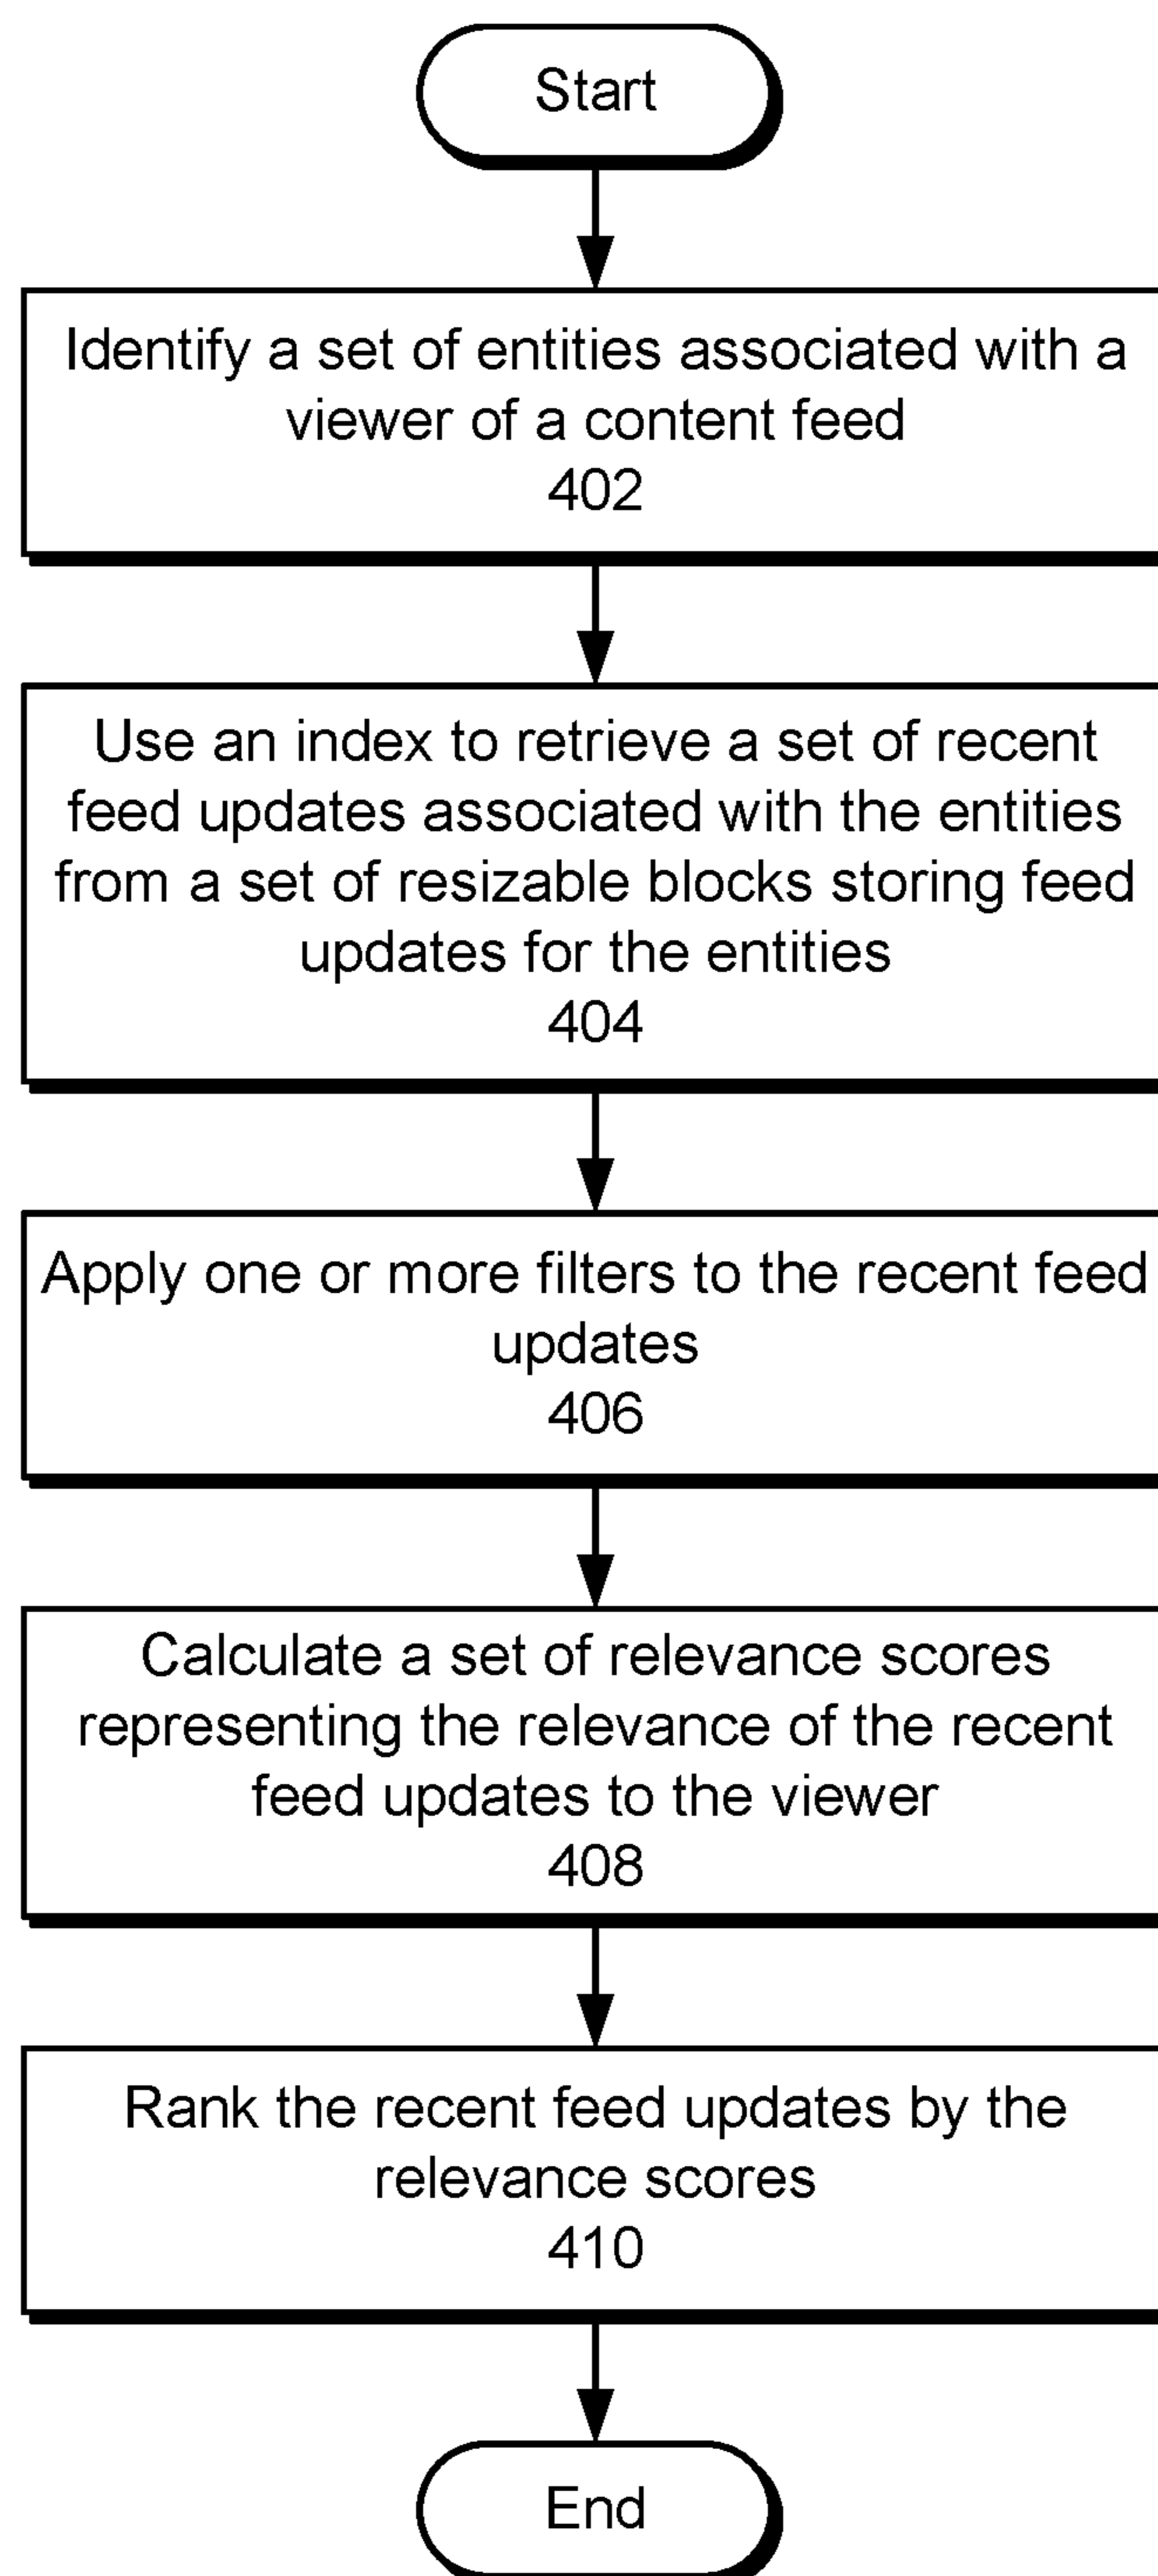 Start
Identify a set of entities associated with a
viewer of a content feed
402
Use an index to retrieve a set of recent
feed updates associated with the entities
from a set of resizable blocks storing feed
updates for the entities
404
Apply one or more filters to the recent feed
updates
406
Calculate a set of relevance scores
representing the relevance of the recent
feed updates to the viewer
408
Rank the recent feed updates by the
relevance scores
410
End